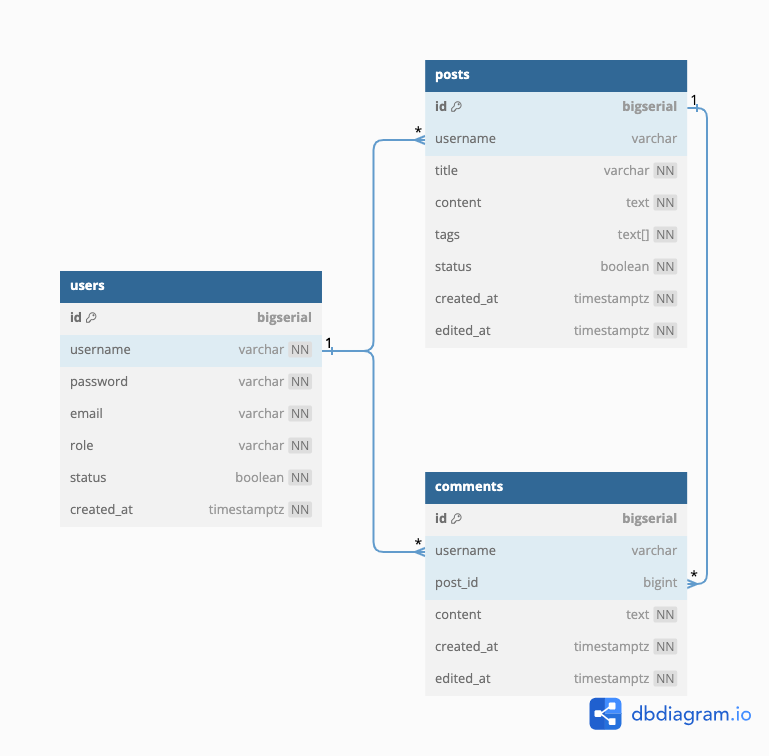 posts
id bigserial
username varchar
title varchar NN
content text NN
tags text[] NN
status boolean NN
created_at timestamptz NN
edited_at timestamptz NN
1
*
users
id bigserial
username varchar NN
password varchar NN
email varchar NN
role varchar NN
status boolean NN
created_at timestamptz NN
1
comments
id bigserial
username varchar
post_id bigint
content text NN
created_at timestamptz NN
edited_at timestamptz NN
*
*
dbdiagram.io